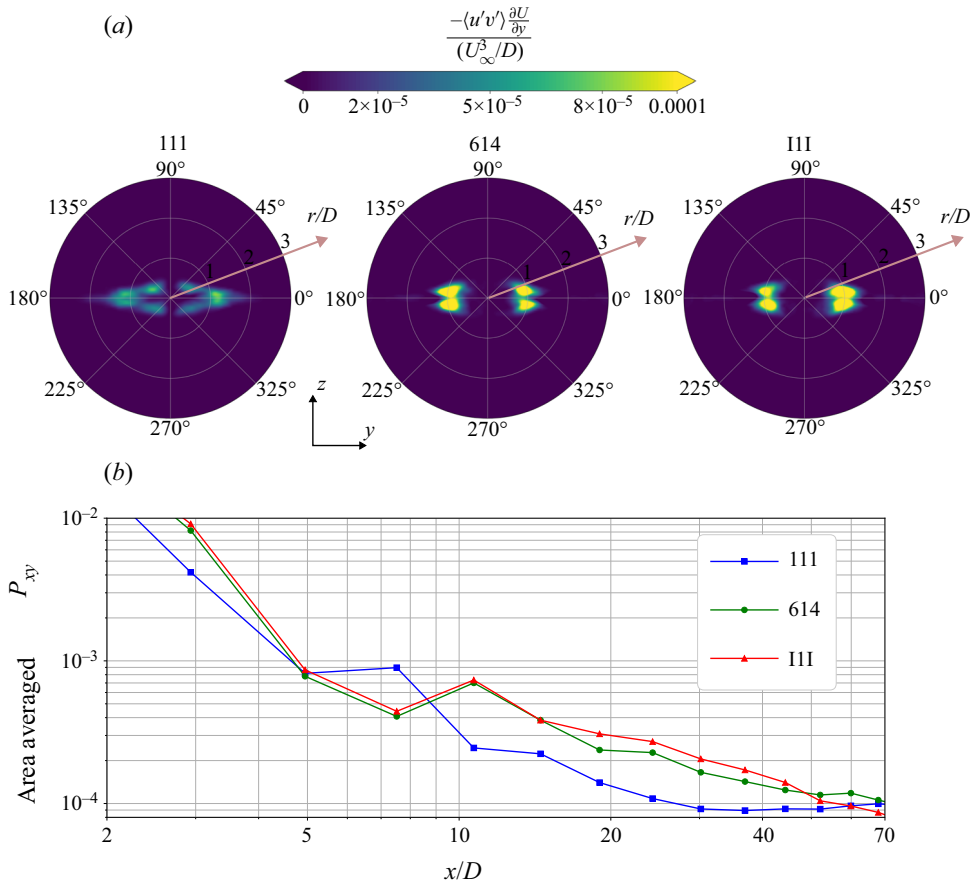 (a)
−⟨u′v′⟩ ∂U/∂y
(U³∞/D)
0 2×10⁻⁵ 5×10⁻⁵ 8×10⁻⁵ 0.0001
111 614 I1I
90° 90° 90°
135° 45° 135° 45° 135° 45°
r/D r/D r/D
3 3 3
2 2 2
1 1 1
180° 0° 180° 0° 180° 0°
225° 325° 225° 325° 225° 325°
270° 270° 270°
z
y
(b)
10⁻²
10⁻³
10⁻⁴
Area averaged P_xy
111
614
I1I
2 5 10 20 40 70
x/D